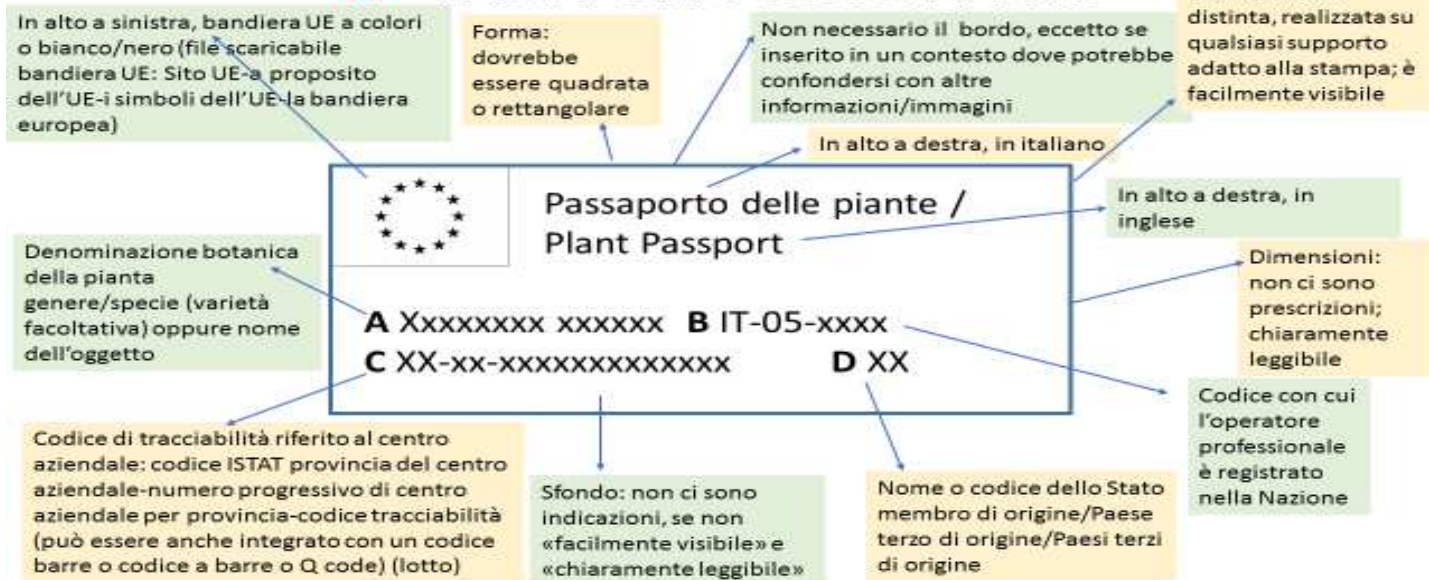 In alto a sinistra, bandiera UE a colori
o bianco/nero (file scaricabile
bandiera UE: Sito UE-a proposito
dell'UE-i simboli dell'UE-la bandiera
europea)
Forma:
dovrebbe
essere quadrata
o rettangolare
Non necessario il bordo, eccetto se
inserito in un contesto dove potrebbe
confondersi con altre
informazioni/immagini
distinta, realizzata su
qualsiasi supporto
adatto alla stampa; è
facilmente visibile
In alto a destra, in italiano
Passaporto delle piante /
Plant Passport
In alto a destra, in
inglese
Denominazione botanica
della pianta
genere/specie (varietà
facoltativa) oppure nome
dell'oggetto
Dimensioni:
non ci sono
prescrizioni;
chiaramente
leggibile
A Xxxxxxxx xxxxxx B IT-05-xxxx
C XX-xx-xxxxxxxxxxxxx D XX
Codice con cui
l'operatore
professionale
è registrato
nella Nazione
Codice di tracciabilità riferito al centro
aziendale: codice ISTAT provincia del centro
aziendale-numero progressivo di centro
aziendale per provincia-codice tracciabilità
(può essere anche integrato con un codice
barre o codice a barre o Q code) (lotto)
Sfondo: non ci sono
indicazioni, se non
«facilmente visibile» e
«chiaramente leggibile»
Nome o codice dello Stato
membro di origine/Paese
terzo di origine/Paesi terzi
di origine